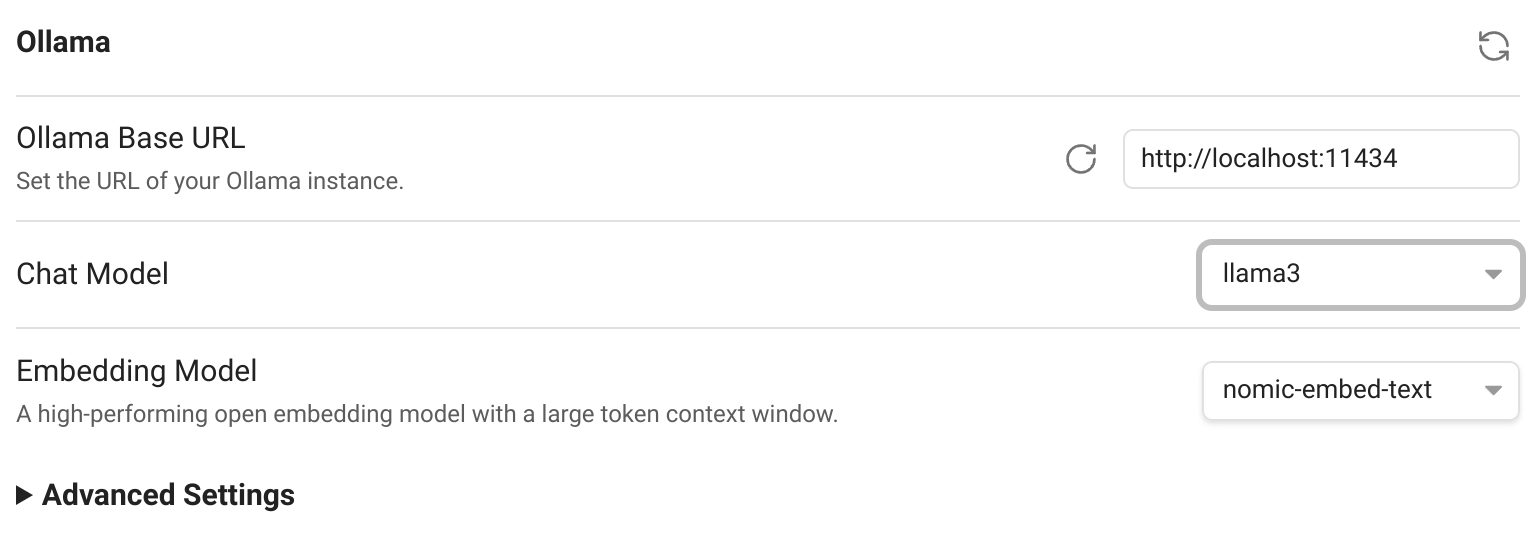 Ollama
Ollama Base URL
Set the URL of your Ollama instance.
http://localhost:11434
Chat Model
llama3
Embedding Model
A high-performing open embedding model with a large token context window.
nomic-embed-text
Advanced Settings